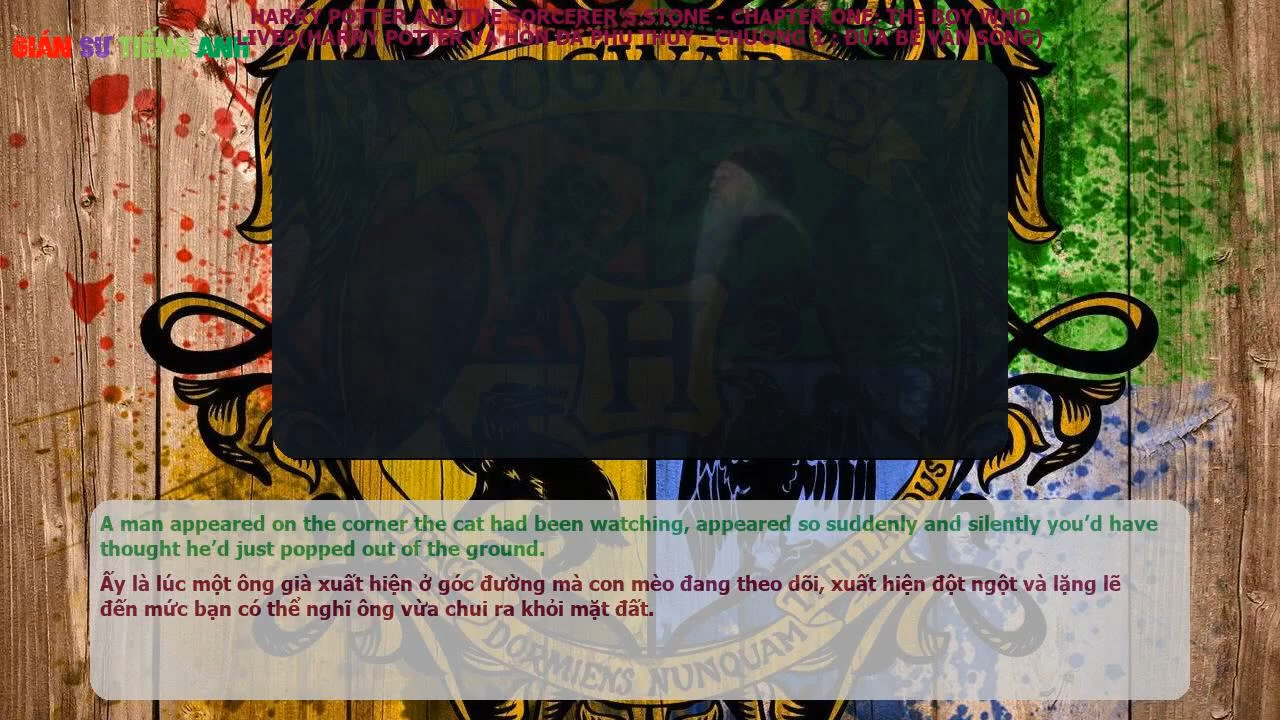 HARRY POTTER AND THE SORCERER'S STONE - CHAPTER ONE: THE BOY WHO
LIVED(HARRY POTTER VÀ HÒN ĐÁ PHÙ THỦY - CHƯƠNG 1 : ĐỨA BÉ VẪN SỐNG)
GIÁN SƯ TIẾNG ANH
HOGWARTS
H
A man appeared on the corner the cat had been watching, appeared so suddenly and silently you’d have
thought he’d just popped out of the ground.
Ấy là lúc một ông già xuất hiện ở góc đường mà con mèo đang theo dõi, xuất hiện đột ngột và lặng lẽ
đến mức bạn có thể nghĩ ông vừa chui ra khỏi mặt đất.
DORMIENS NUNQUAM TITILLANDUS